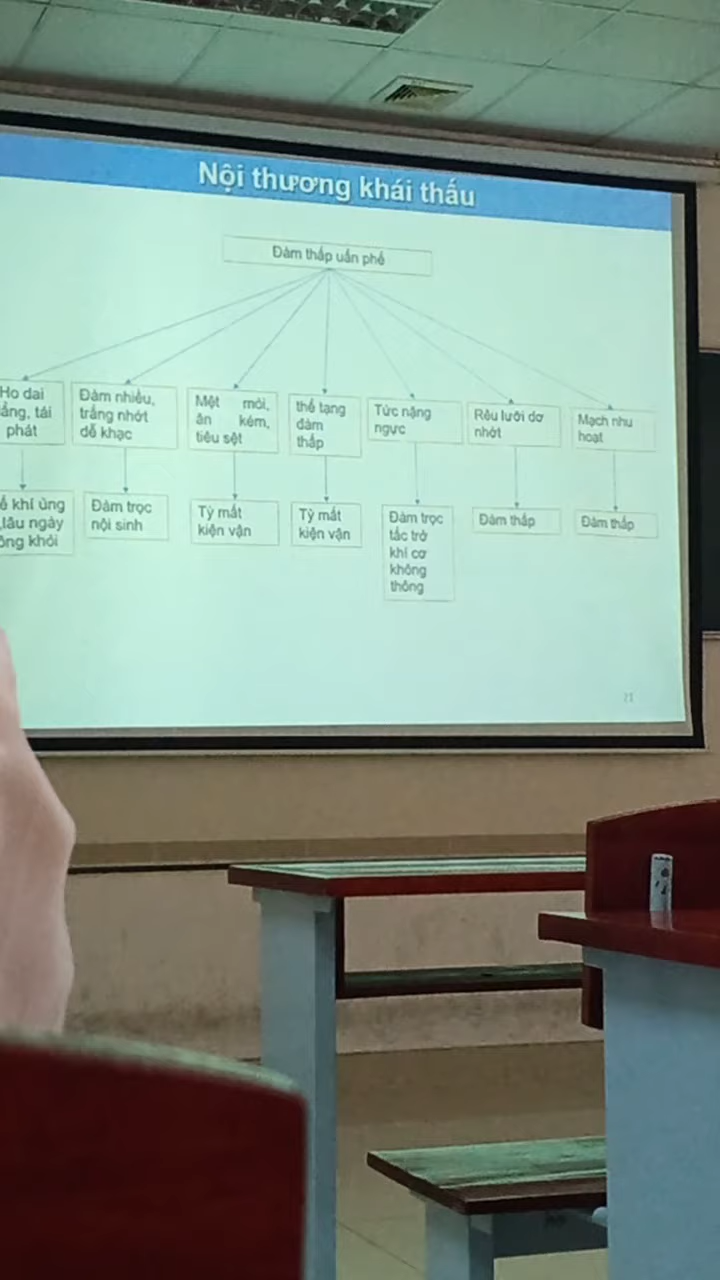 Nội thương khái thấu
Đàm thấp uẩn phế
Ho dai
tái
phát
Đàm nhiều,
trắng nhớt
dễ khạc
Mệt mỏi,
ăn kém,
tiêu sệt
thể tạng
đàm
thấp
Tức nặng
ngực
Rêu lưỡi dơ
nhớt
Mạch nhu
hoạt
khí ủng
lâu ngày
khỏi
Đàm trọc
nội sinh
Tỳ mất
kiện vận
Tỳ mất
kiện vận
Đàm trọc
tắc trở
khí cơ
không
thông
Đàm thấp
Đàm thấp
71